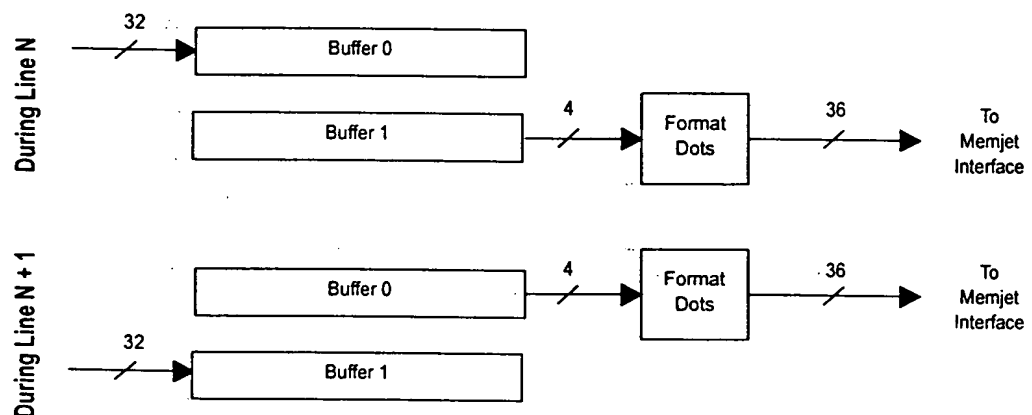 During Line N
32
Buffer 0
Buffer 1
4
Format
Dots
36
To
Memjet
Interface
During Line N + 1
Buffer 0
4
Format
Dots
36
To
Memjet
Interface
32
Buffer 1